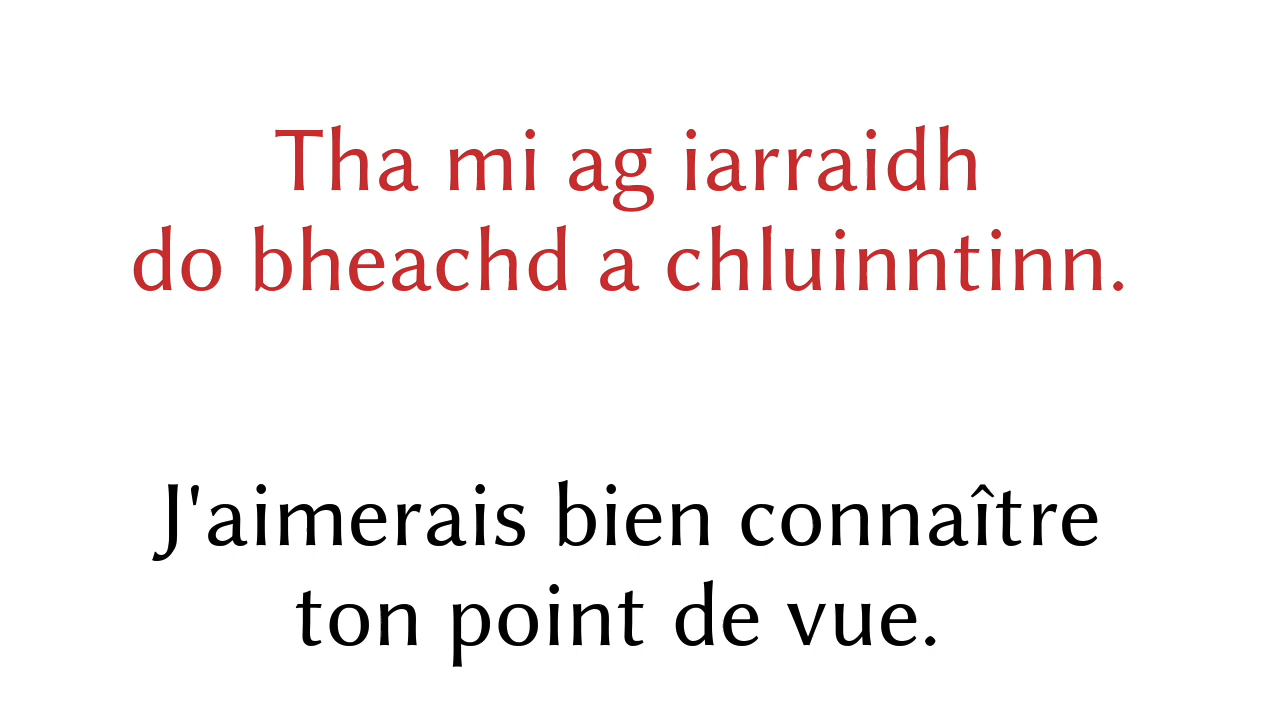 Tha mi ag iarraidh
do bheachd a chluinntinn.
J'aimerais bien connaître
ton point de vue.